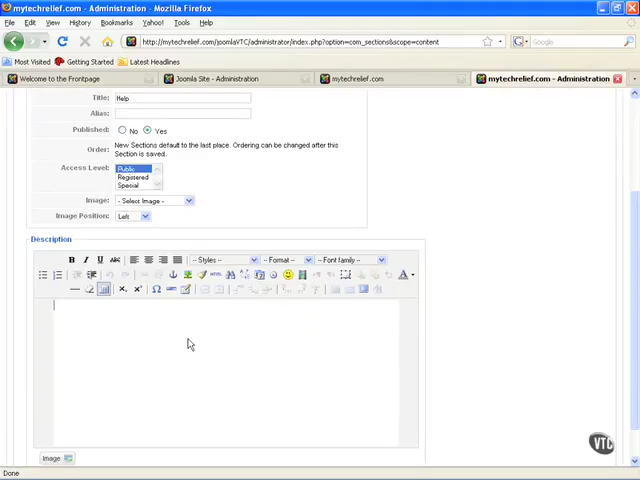 mytechrelief.com - Administration - Mozilla Firefox
File Edit View History Bookmarks Yahoo! Tools Help
http://mytechrelief.com/joomlaVTC/administrator/index.php?option=com_sections&scope=content
Google
Most Visited Getting Started Latest Headlines
Welcome to the Frontpage Joomla Site - Administration mytechrelief.com mytechrelief.com - Administration
Title: Help
Alias:
Published: No Yes
Order: New Sections default to the last place. Ordering can be changed after this
Section is saved.
Access Level: Public
Registered
Special
Image: - Select Image -
Image Position: Left
Description
B I U ABC -- Styles -- -- Format -- -- Font family --
HTML
Image
VTC
Done